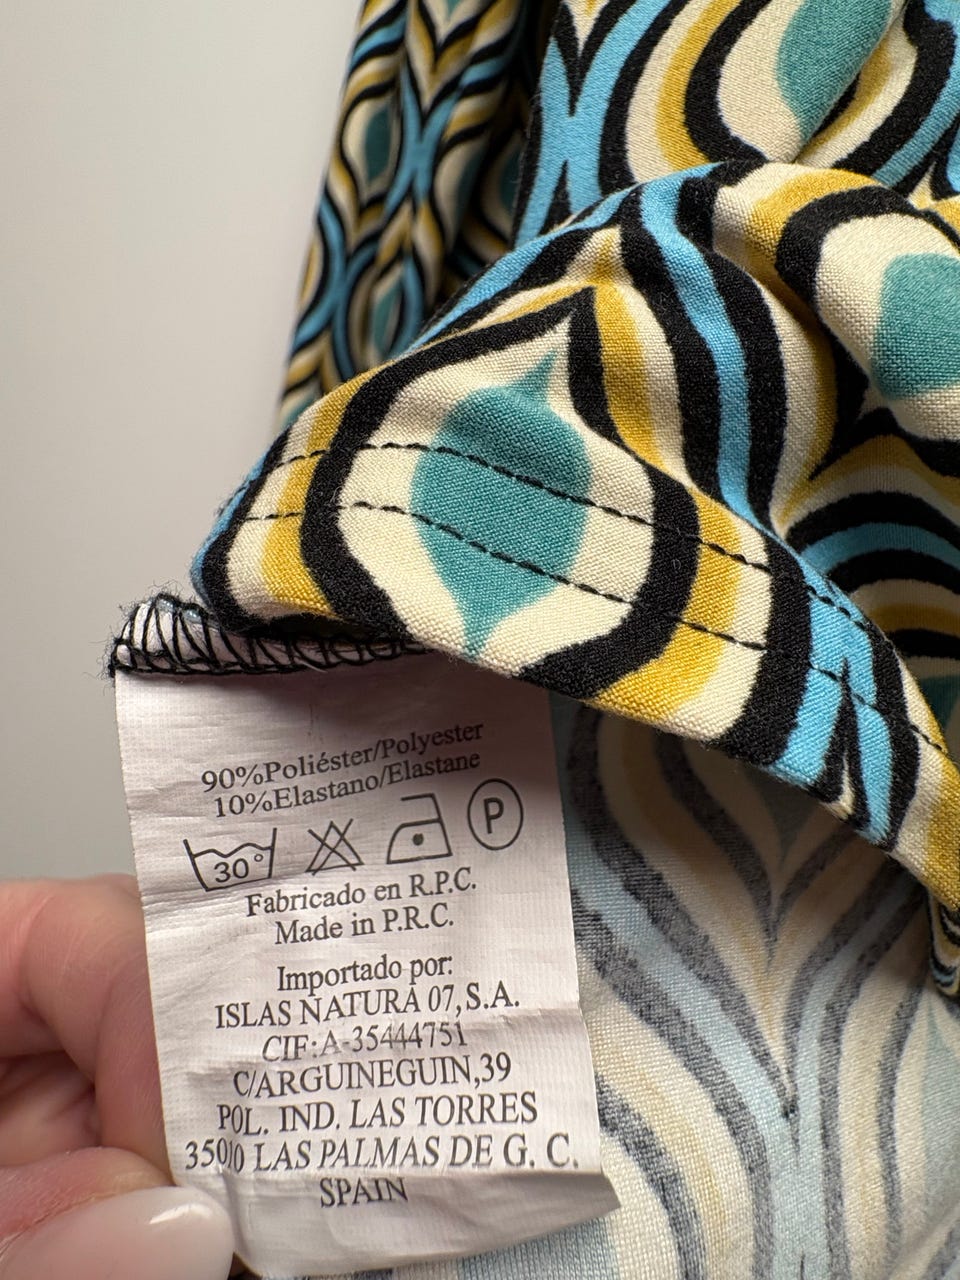 90%Poliéster/Polyester
10%Elastano/Elastane
30° P
Fabricado en R.P.C.
Made in P.R.C.
Importado por:
ISLAS NATURA 07,S.A.
CIF:A-35444751
C/ARGUINEGUIN,39
POL. IND. LAS TORRES
35010 LAS PALMAS DE G. C.
SPAIN